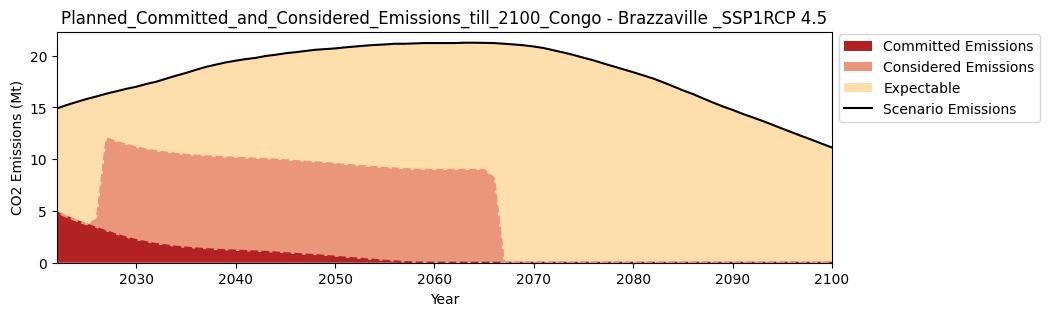 Planned_Committed_and_Considered_Emissions_till_2100_Congo - Brazzaville _SSP1RCP 4.5
CO2 Emissions (Mt)
20
15
10
5
0
2030 2040 2050 2060 2070 2080 2090 2100
Year
Committed Emissions
Considered Emissions
Expectable
Scenario Emissions